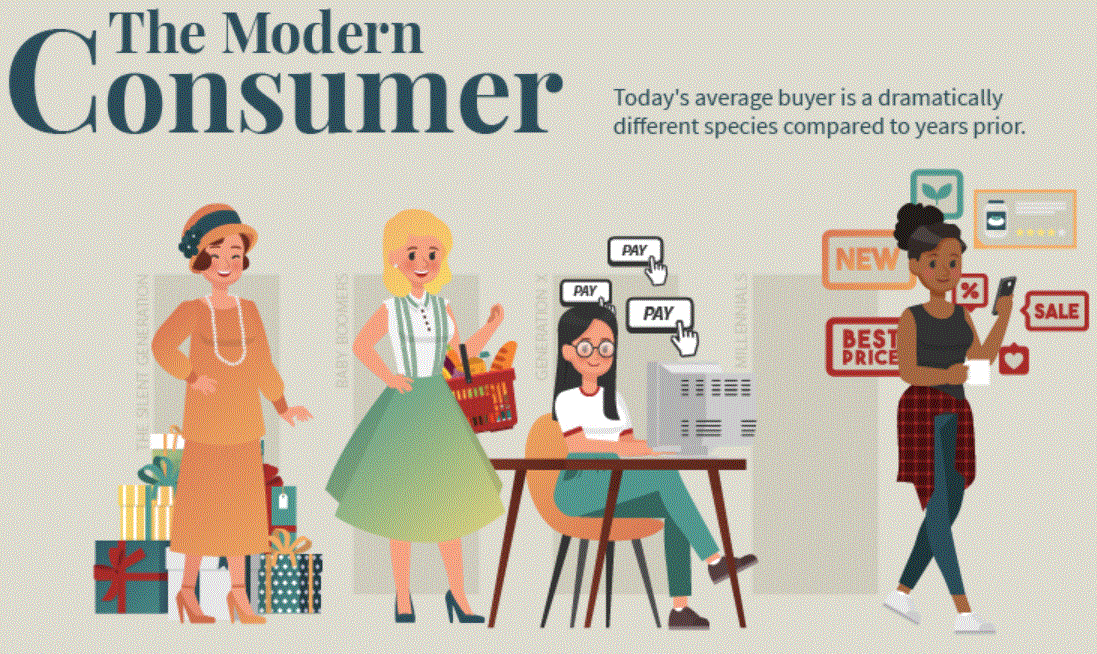 The Modern
Consumer
Today's average buyer is a dramatically
different species compared to years prior.
THE SILENT GENERATION
BABY BOOMERS
GENERATION X
MILLENNIALS
PAY
PAY
PAY
NEW
%
SALE
BEST
PRICE